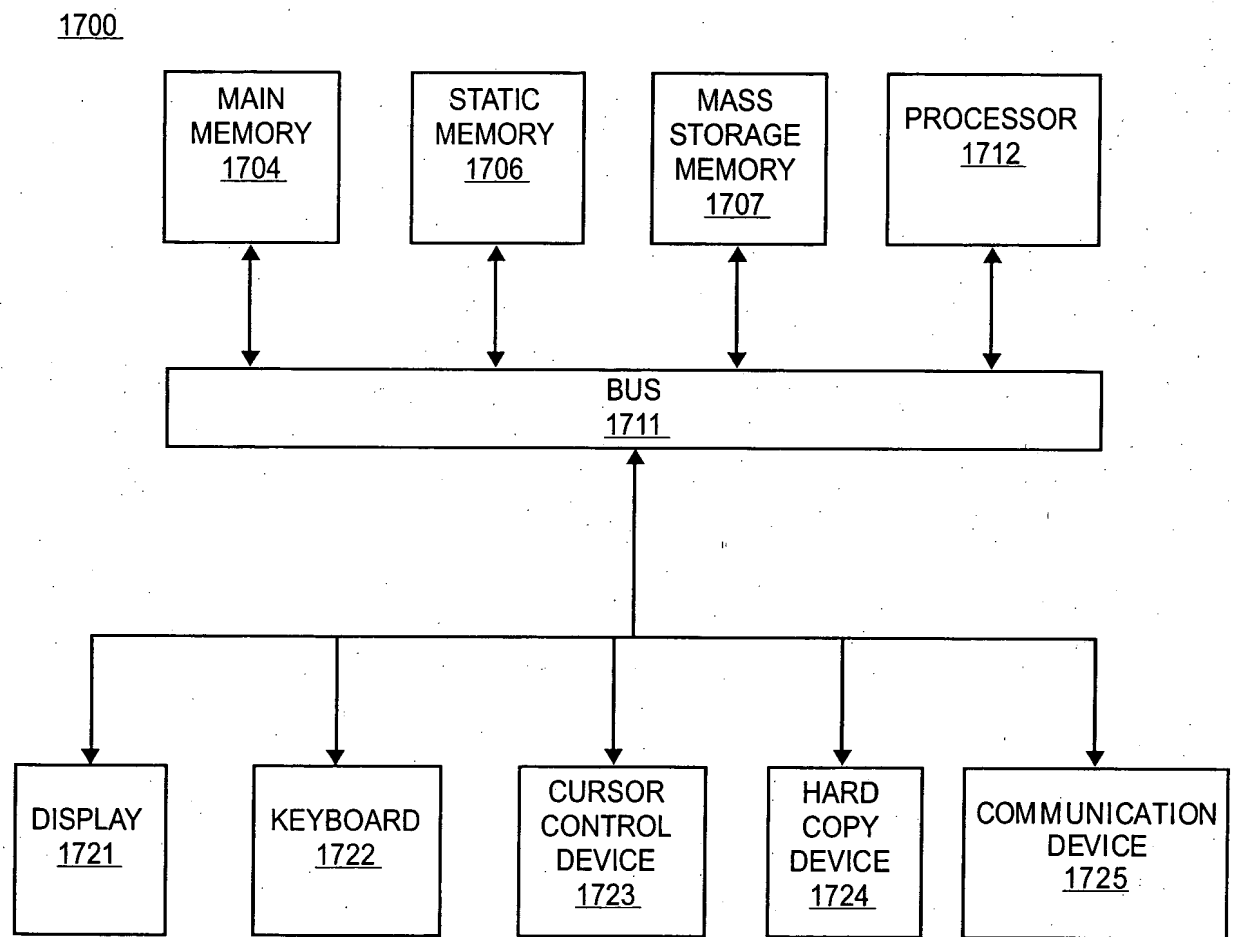 1700
MAIN
MEMORY
1704
STATIC
MEMORY
1706
MASS
STORAGE
MEMORY
1707
PROCESSOR
1712
BUS
1711
DISPLAY
1721
KEYBOARD
1722
CURSOR
CONTROL
DEVICE
1723
HARD
COPY
DEVICE
1724
COMMUNICATION
DEVICE
1725